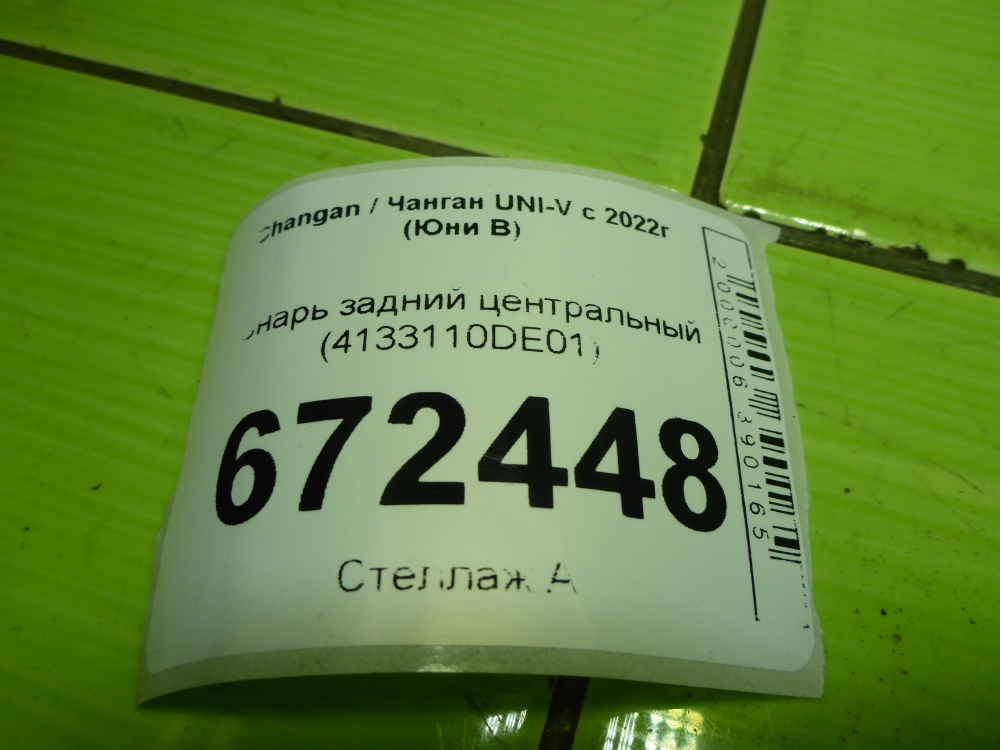 Changan / Чанган UNI-V с 2022г
(Юни В)
Фонарь задний центральный
(4133110DE01)
672448
Стеллаж А
2000006390165